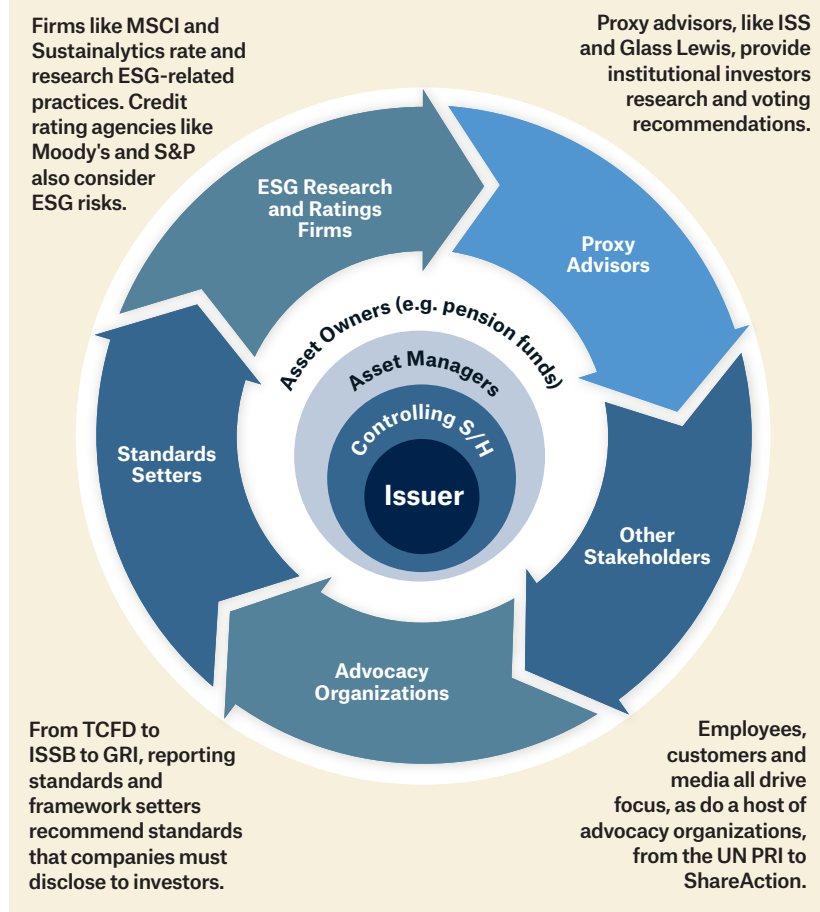 Firms like MSCI and
Sustainalytics rate and
research ESG-related
practices. Credit
rating agencies like
Moody's and S&P
also consider
ESG risks.
Proxy advisors, like ISS
and Glass Lewis, provide
institutional investors
research and voting
recommendations.
ESG Research
and Ratings
Firms
Proxy
Advisors
Asset Owners (e.g. pension funds)
Asset Managers
Controlling S/H
Issuer
Standards
Setters
Other
Stakeholders
Advocacy
Organizations
From TCFD to
ISSB to GRI, reporting
standards and
framework setters
recommend standards
that companies must
disclose to investors.
Employees,
customers and
media all drive
focus, as do a host of
advocacy organizations,
from the UN PRI to
ShareAction.